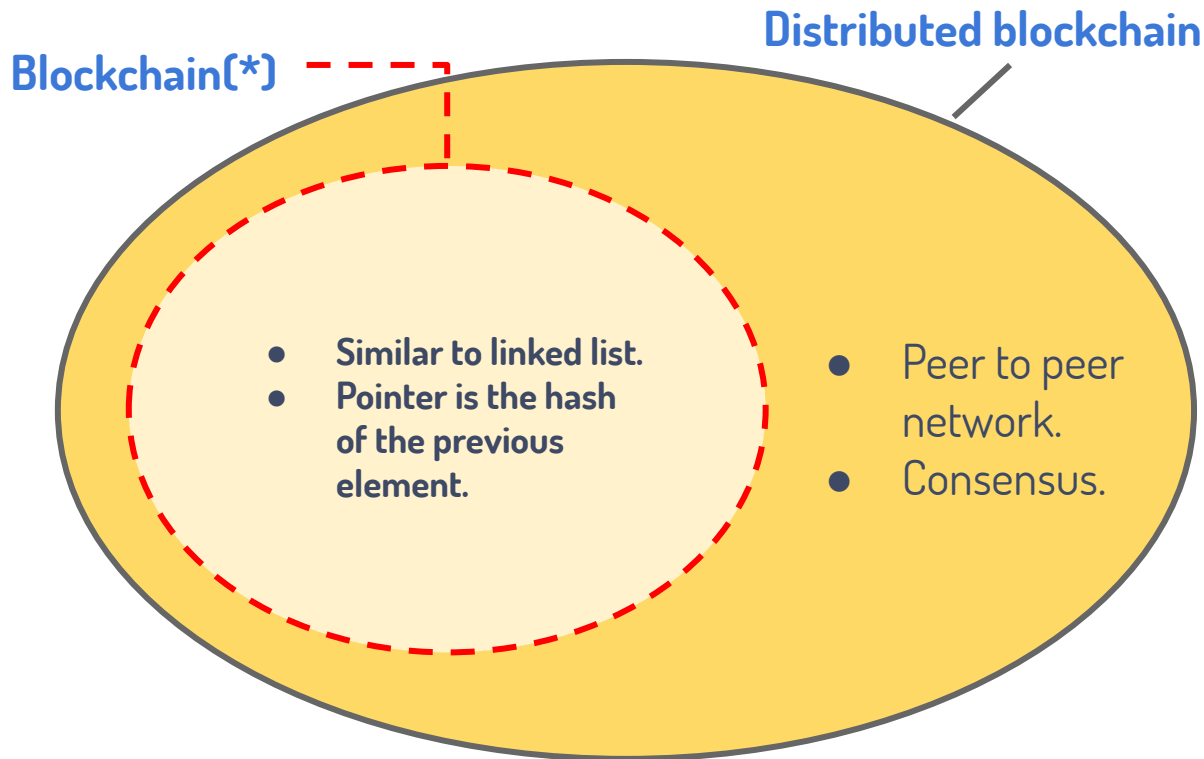 Distributed blockchain
Blockchain(*)
● Similar to linked list.
● Pointer is the hash
of the previous
element.
● Peer to peer
network.
● Consensus.